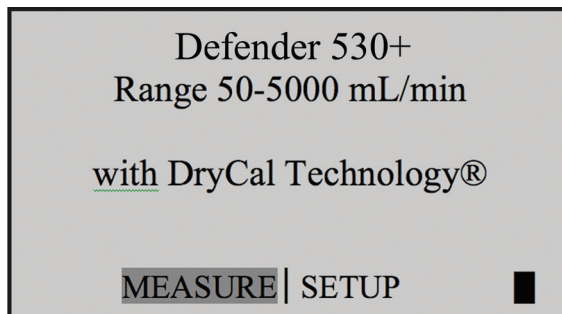 Defender 530+
Range 50-5000 mL/min
with DryCal Technology®
MEASURE | SETUP